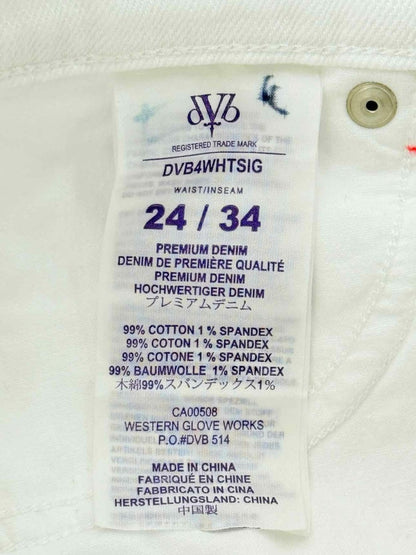 dVb
REGISTERED TRADE MARK
DVB4WHTSIG
WAIST/INSEAM
24 / 34
PREMIUM DENIM
DENIM DE PREMIÈRE QUALITÉ
PREMIUM DENIM
HOCHWERTIGER DENIM
プレミアムデニム
99% COTTON 1% SPANDEX
99% COTON 1% SPANDEX
99% COTONE 1% SPANDEX
99% BAUMWOLLE 1% SPANDEX
木綿99%スパンデックス1%
CA00508
WESTERN GLOVE WORKS
P.O.#DVB 514
MADE IN CHINA
FABRIQUÉ EN CHINE
FABBRICATO IN CINA
HERSTELLUNGSLAND: CHINA
中国製